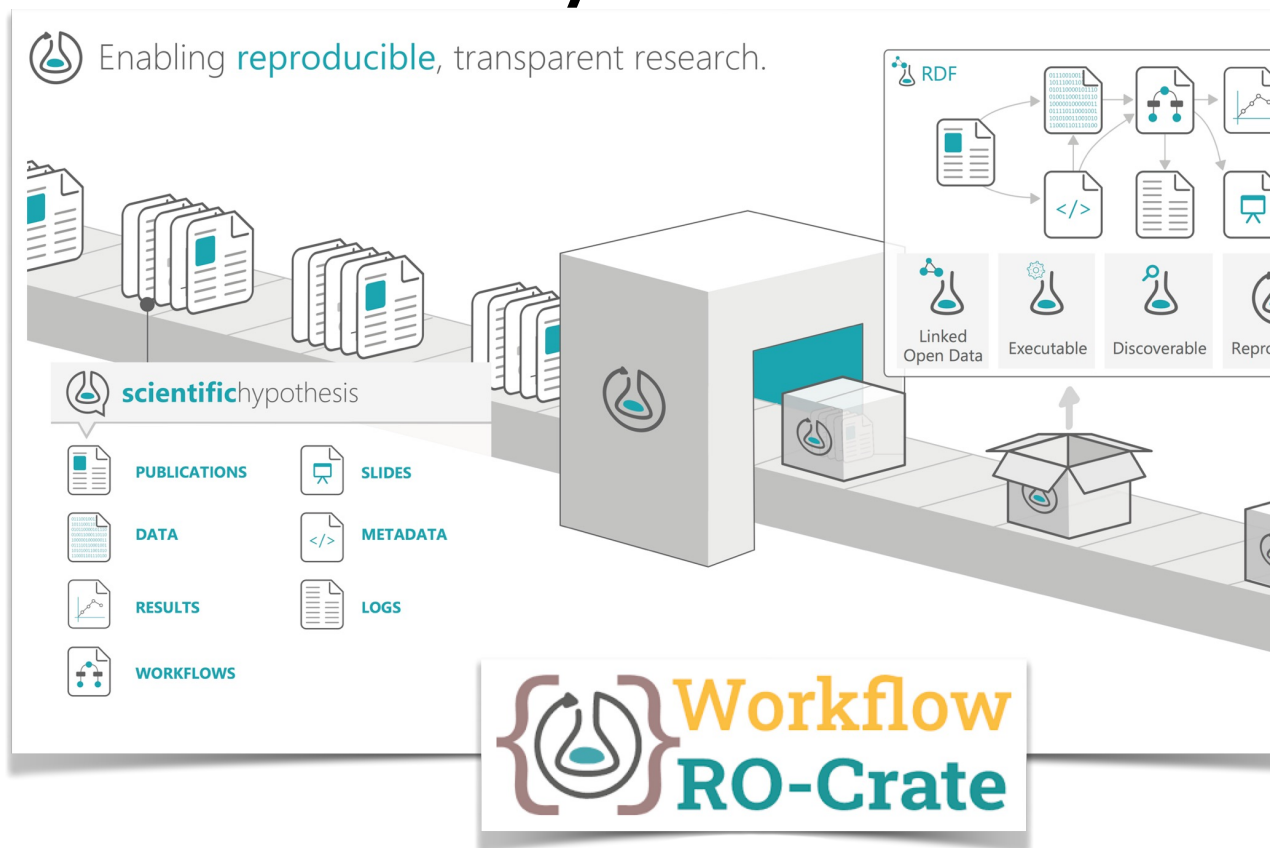 Enabling reproducible, transparent research.
RDF
</>
Linked
Open Data
Executable
Discoverable
Repro
scientifichypothesis
PUBLICATIONS
SLIDES
DATA
</>
METADATA
RESULTS
LOGS
WORKFLOWS
Workflow
RO-Crate